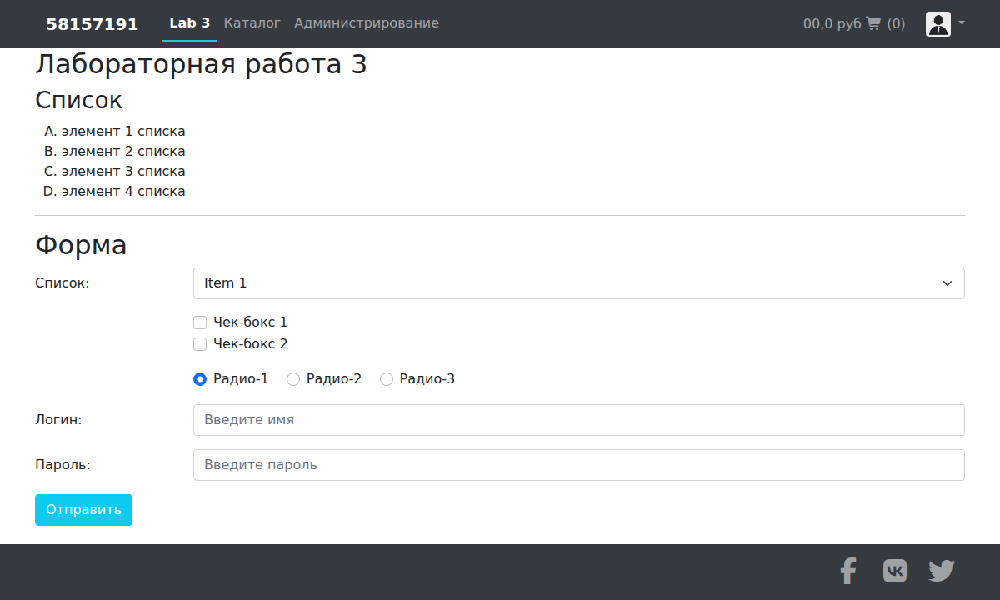 58157191 Lab 3 Каталог Администрирование 00,0 руб (0)
Лабораторная работа 3
Список
A. элемент 1 списка
B. элемент 2 списка
C. элемент 3 списка
D. элемент 4 списка
Форма
Список: Item 1
Чек-бокс 1
Чек-бокс 2
Радио-1 Радио-2 Радио-3
Логин: Введите имя
Пароль: Введите пароль
Отправить